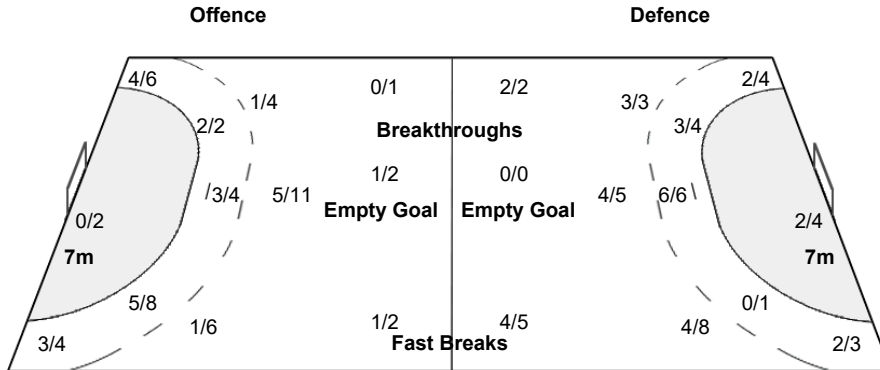 Offence Defence
4/6 0/1 2/2 2/4
1/4 3/3
2/2 Breakthroughs 3/4
1/2 0/0
3/4 5/11 4/5 6/6
0/2 Empty Goal Empty Goal 2/4
7m 7m
5/8 0/1
1/6 1/2 4/5 4/8
3/4 Fast Breaks 2/3